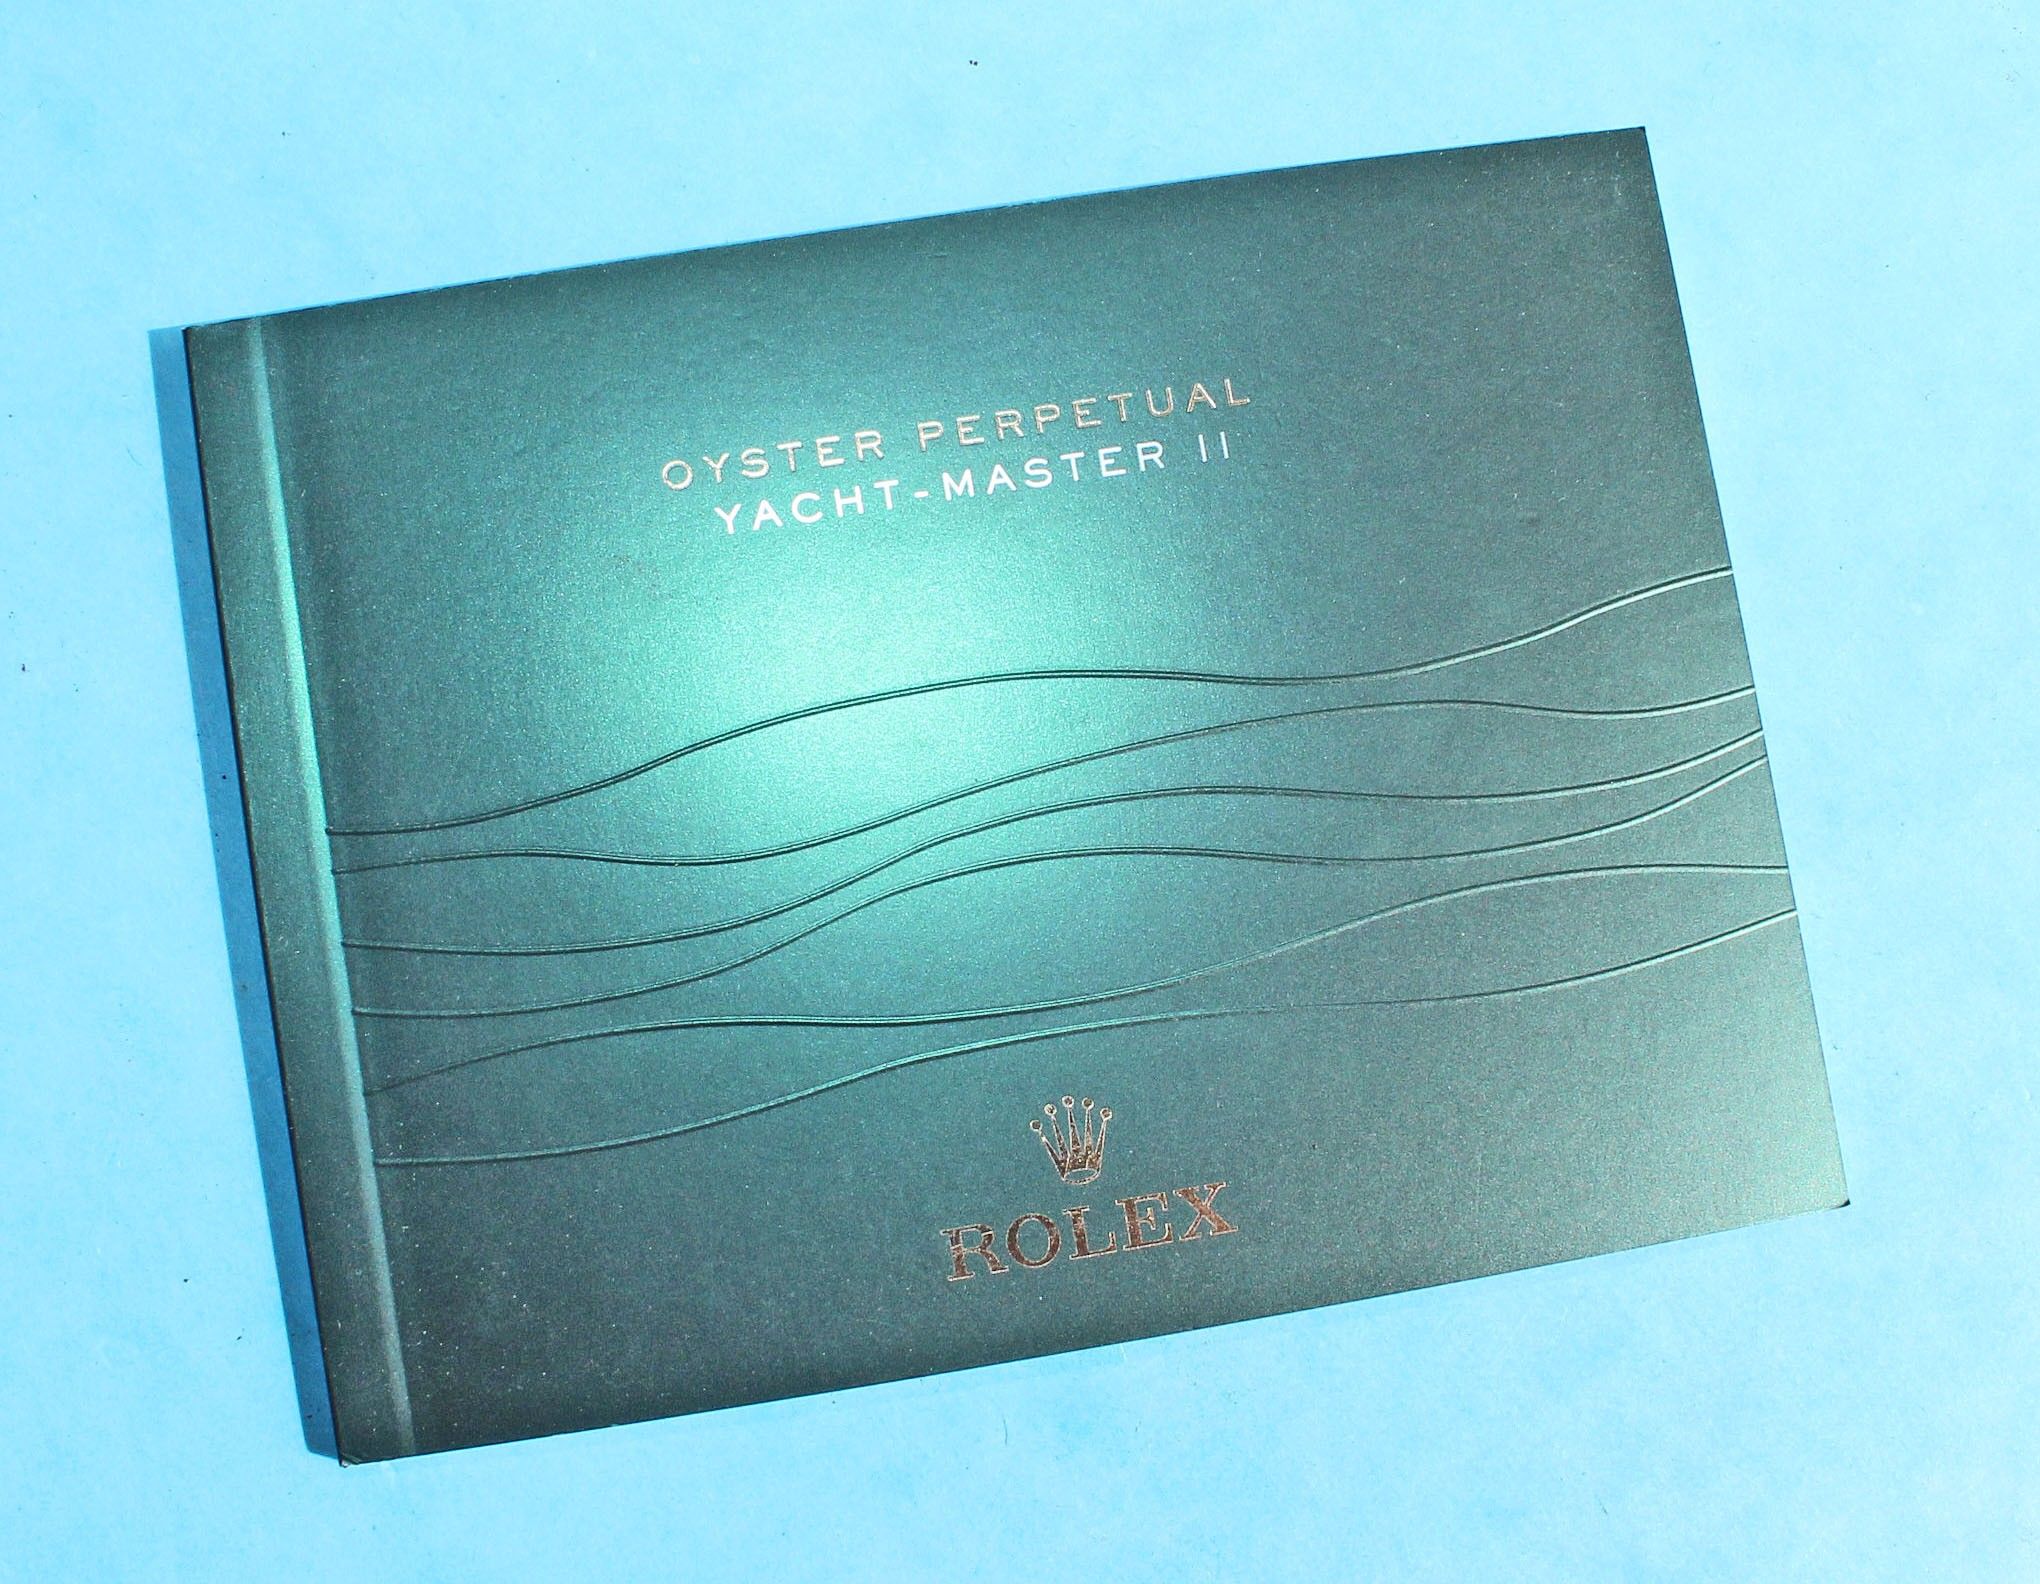 OYSTER PERPETUAL
YACHT-MASTER II
ROLEX